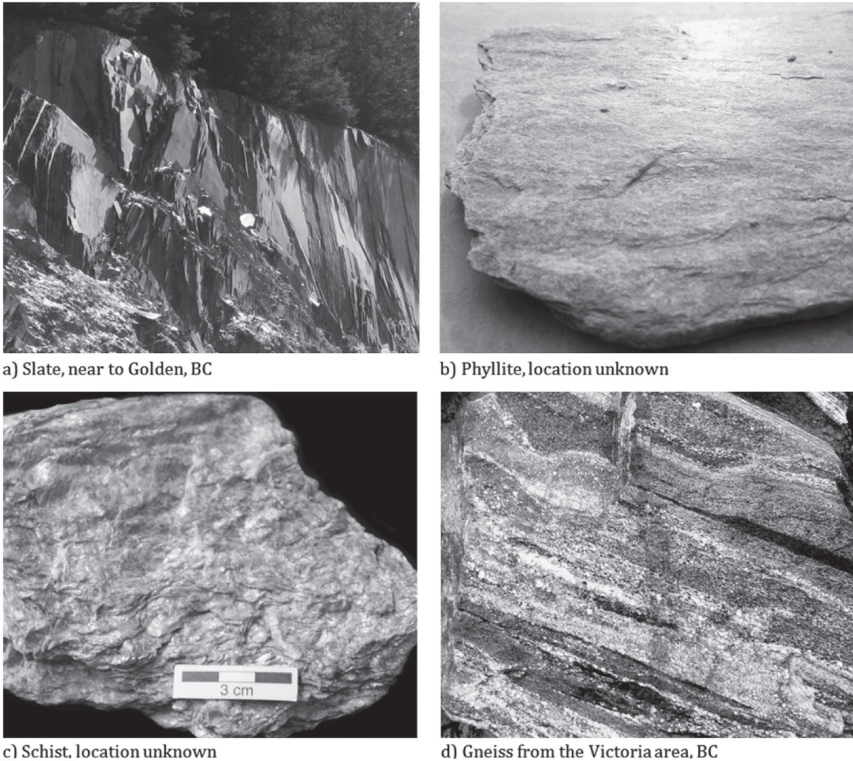 a) Slate, near to Golden, BC
b) Phyllite, location unknown
3 cm
c) Schist, location unknown
d) Gneiss from the Victoria area, BC